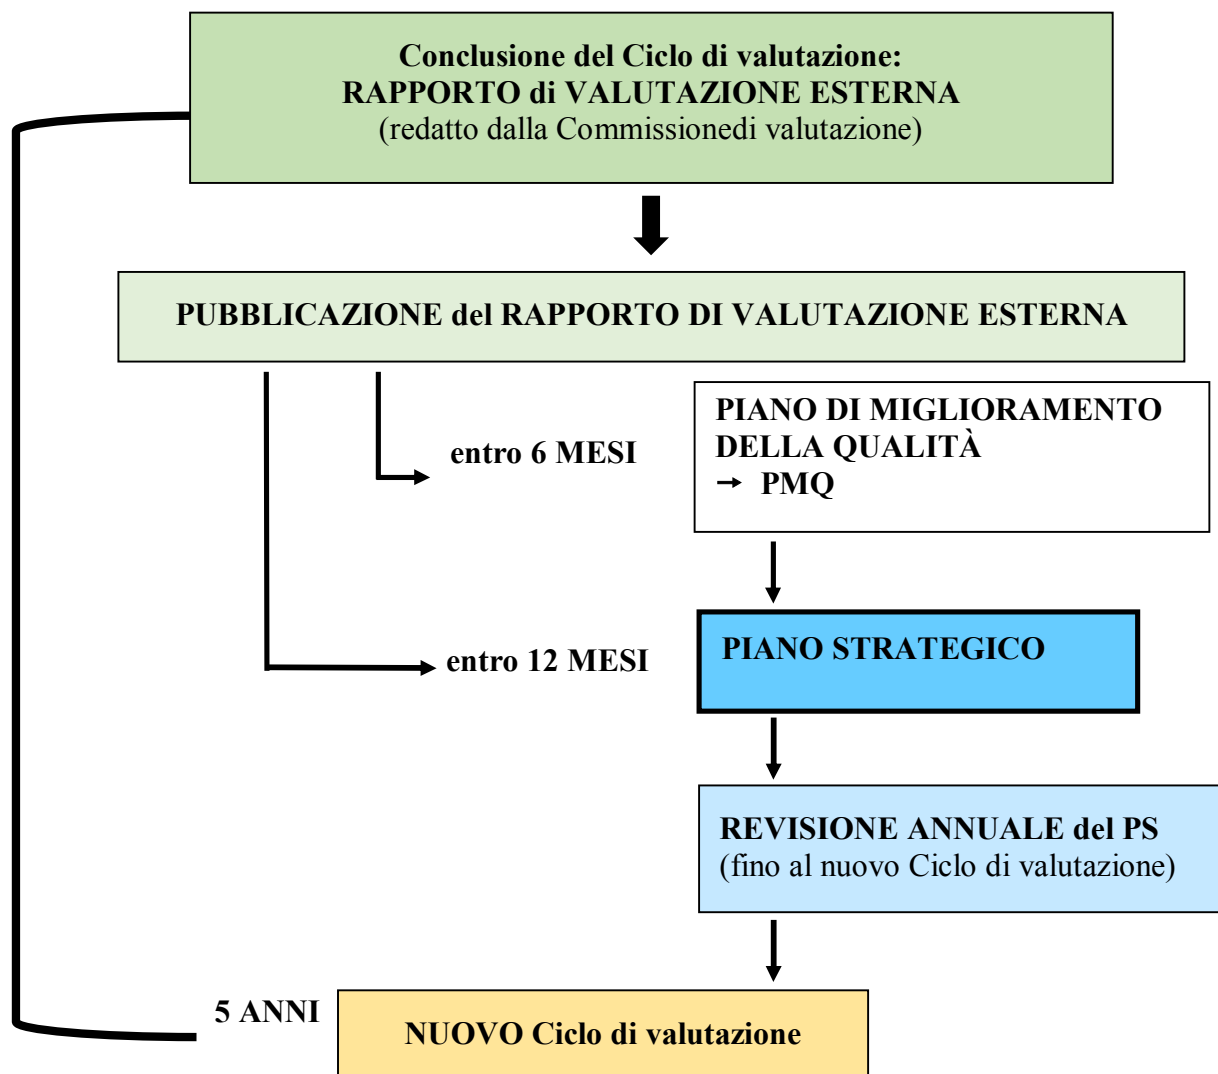 Conclusione del Ciclo di valutazione:
RAPPORTO di VALUTAZIONE ESTERNA
(redatto dalla Commissionedi valutazione)
PUBBLICAZIONE del RAPPORTO DI VALUTAZIONE ESTERNA
entro 6 MESI
PIANO DI MIGLIORAMENTO
DELLA QUALITÀ
→ PMQ
entro 12 MESI
PIANO STRATEGICO
REVISIONE ANNUALE del PS
(fino al nuovo Ciclo di valutazione)
5 ANNI
NUOVO Ciclo di valutazione